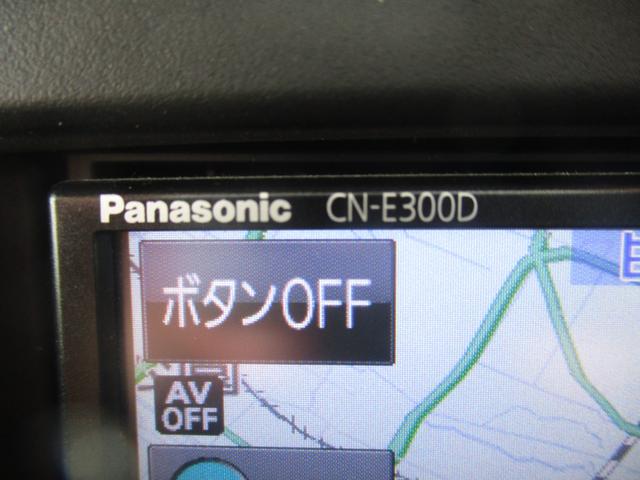 Panasonic CN-E300D
ボタンOFF
AV
OFF